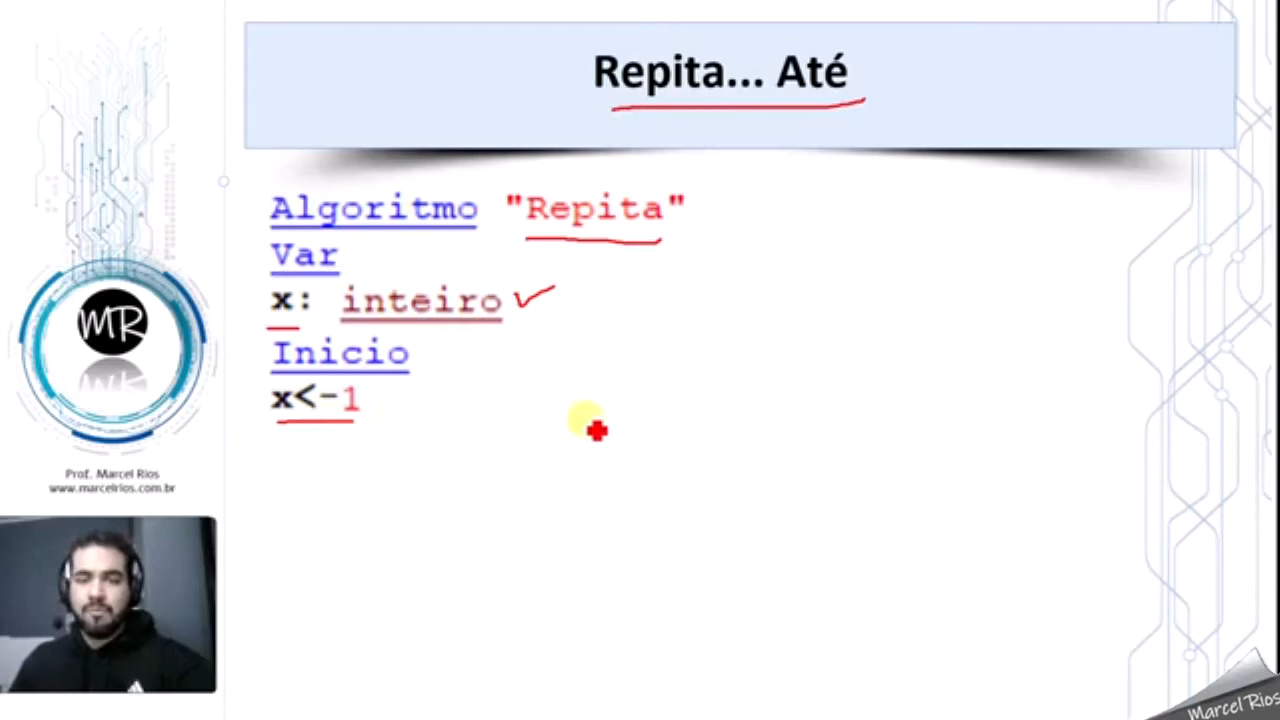 Repita... Até
Algoritmo "Repita"
Var
x: inteiro
Inicio
x<-1
MR
Prof. Marcel Rios
www.marcelrios.com.br
Marcel Rios